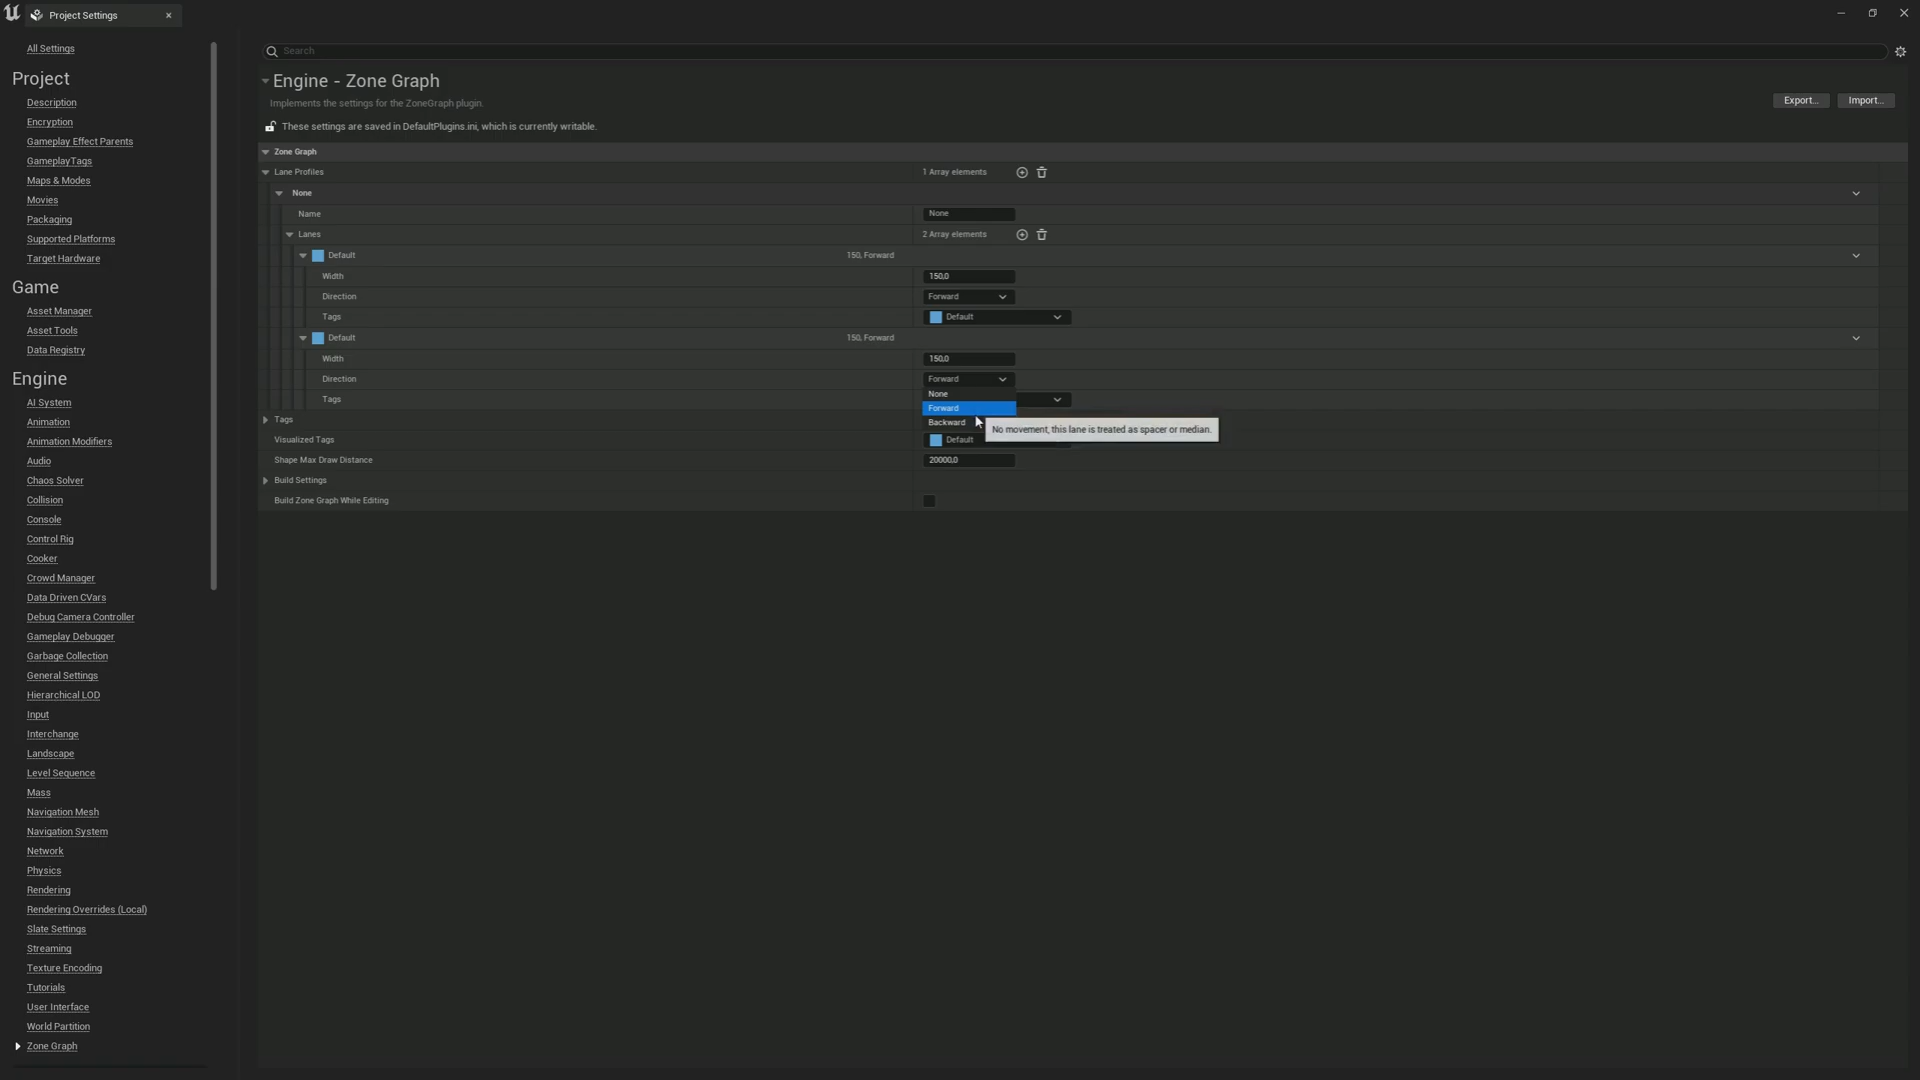 Project Settings
All Settings
Project
Description
Encryption
Gameplay Effect Parents
GameplayTags
Maps & Modes
Movies
Packaging
Supported Platforms
Target Hardware
Game
Asset Manager
Asset Tools
Data Registry
Engine
AI System
Animation
Animation Modifiers
Audio
Chaos Solver
Collision
Console
Control Rig
Cooker
Crowd Manager
Data Driven CVars
Debug Camera Controller
Gameplay Debugger
Garbage Collection
General Settings
Hierarchical LOD
Input
Interchange
Landscape
Level Sequence
Mass
Navigation Mesh
Navigation System
Network
Physics
Rendering
Rendering Overrides (Local)
Slate Settings
Streaming
Texture Encoding
Tutorials
User Interface
World Partition
Zone Graph
Search
Engine - Zone Graph
Implements the settings for the ZoneGraph plugin.
Export... Import...
These settings are saved in DefaultPlugins.ini, which is currently writable.
Zone Graph
Lane Profiles 1 Array elements
None
Name None
Lanes 2 Array elements
Default 150, Forward
Width 150,0
Direction Forward
Tags Default
Default 150, Forward
Width 150,0
Direction Forward
None
Tags
Forward
Tags
Backward
No movement, this lane is treated as spacer or median.
Visualized Tags Default
Shape Max Draw Distance 20000,0
Build Settings
Build Zone Graph While Editing